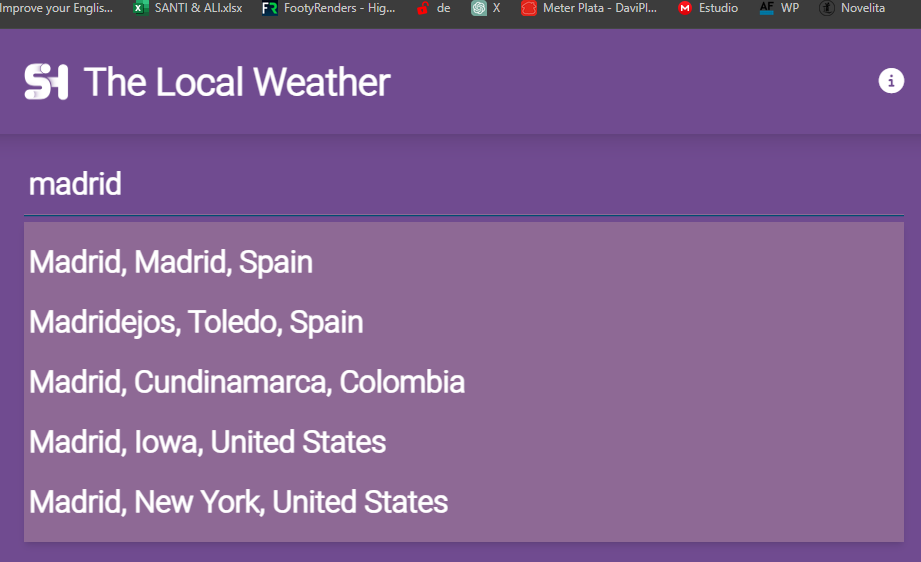 Improve your Englis... SANTI & ALI.xlsx FR FootyRenders - Hig... de X Meter Plata - DaviPl... M Estudio AF WP Novelita
SH The Local Weather i
madrid
Madrid, Madrid, Spain
Madridejos, Toledo, Spain
Madrid, Cundinamarca, Colombia
Madrid, Iowa, United States
Madrid, New York, United States